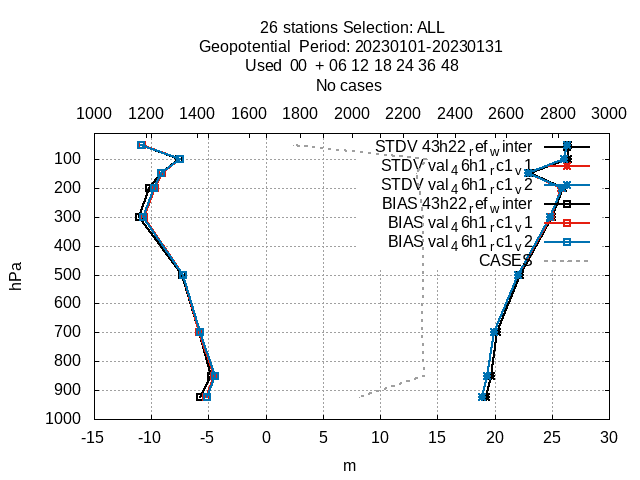 26 stations Selection: ALL
Geopotential Period: 20230101-20230131
Used 00 + 06 12 18 24 36 48
No cases
1000 1200 1400 1600 1800 2000 2200 2400 2600 2800 3000
STDV 43h22_ref_winter
STDV val_46h1_rc1_v1
STDV val_46h1_rc1_v2
BIAS 43h22_ref_winter
BIAS val_46h1_rc1_v1
BIAS val_46h1_rc1_v2
CASES
100
200
300
400
500
600
700
800
900
1000
hPa
-15 -10 -5 0 5 10 15 20 25 30
m